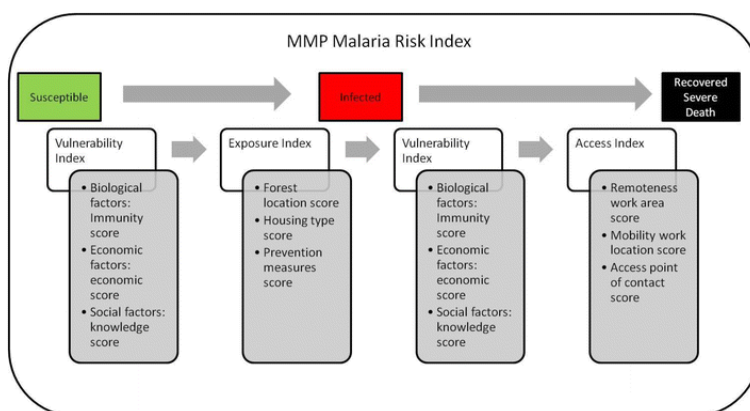 MMP Malaria Risk Index
Susceptible
Infected
Recovered
Severe
Death
Vulnerability
Index
• Biological
factors:
Immunity
score
• Economic
factors:
economic
score
• Social factors:
knowledge
score
Exposure Index
• Forest
location score
• Housing type
score
• Prevention
measures
score
Vulnerability
Index
• Biological
factors:
Immunity
score
• Economic
factors:
economic
score
• Social factors:
knowledge
score
Access Index
• Remoteness
work area
score
• Mobility work
location score
• Access point
of contact
score